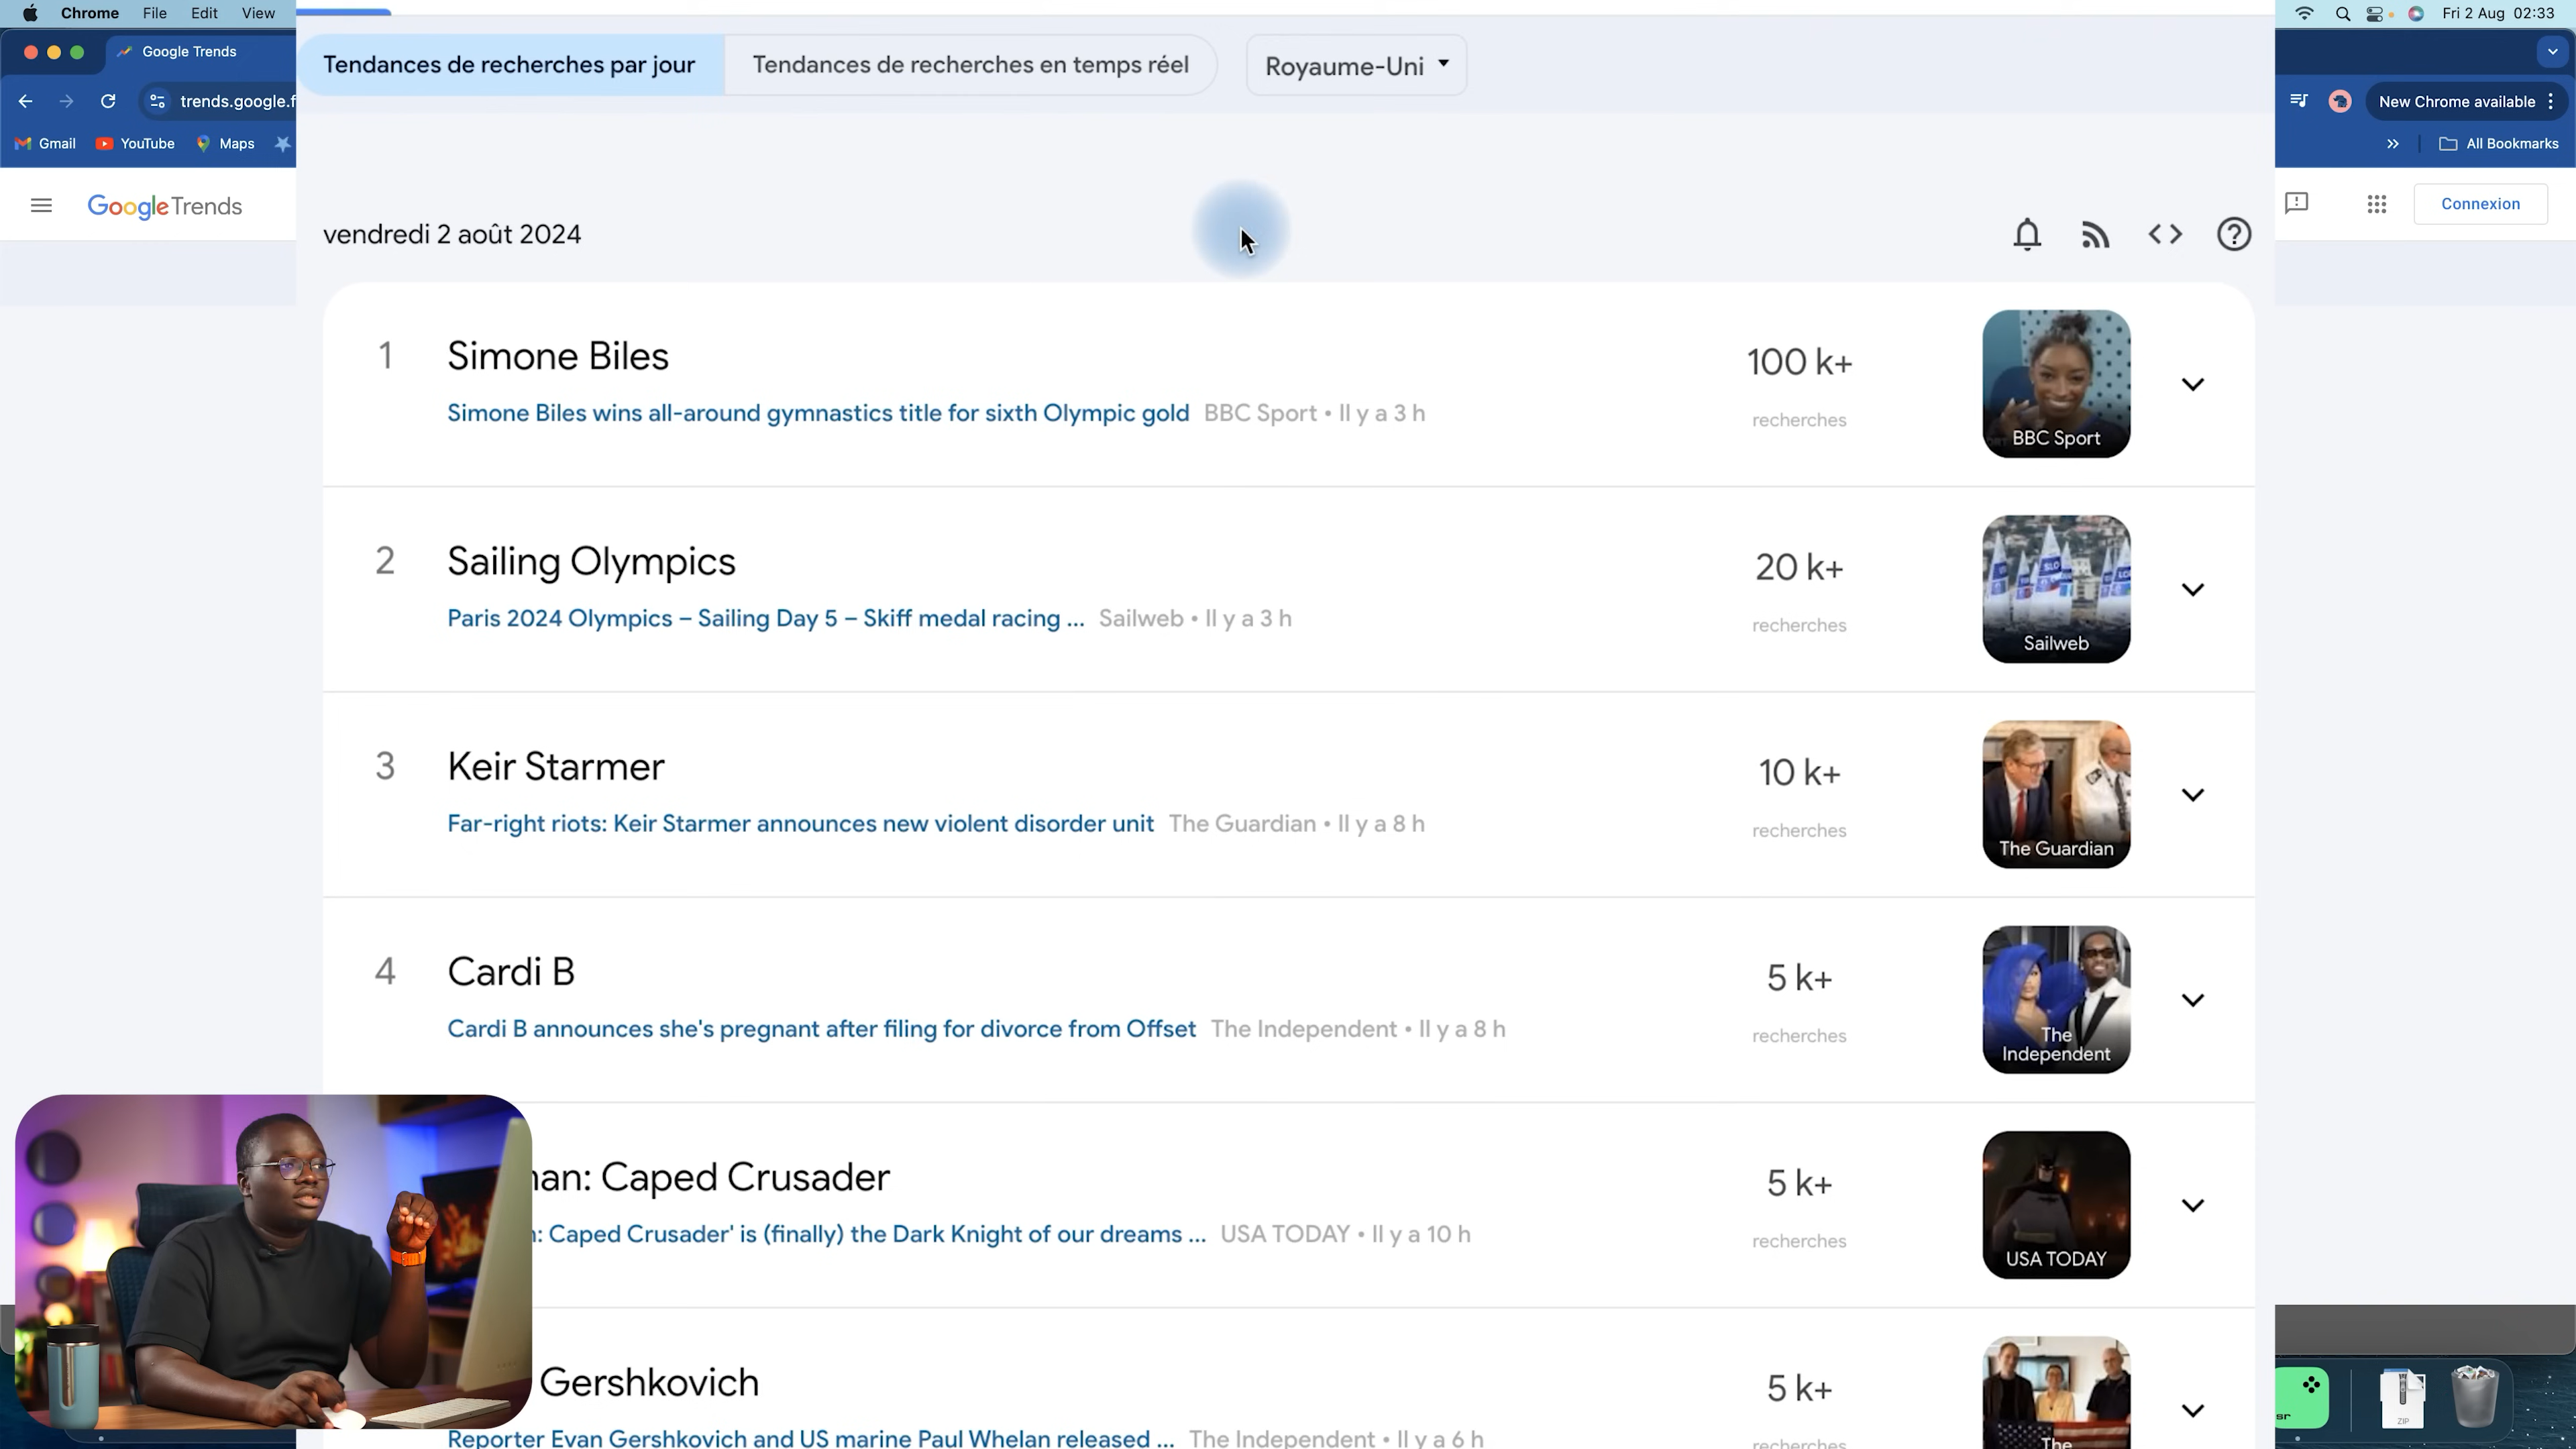 Chrome File Edit View
Fri 2 Aug 02:33
Google Trends
trends.google.f
New Chrome available
Gmail YouTube Maps
All Bookmarks
Google Trends
Connexion
Tendances de recherches par jour
Tendances de recherches en temps réel
Royaume-Uni
vendredi 2 août 2024
1 Simone Biles
Simone Biles wins all-around gymnastics title for sixth Olympic gold BBC Sport • Il y a 3 h
100 k+
recherches
BBC Sport
2 Sailing Olympics
Paris 2024 Olympics – Sailing Day 5 – Skiff medal racing ... Sailweb • Il y a 3 h
20 k+
recherches
SLO
Sailweb
3 Keir Starmer
Far-right riots: Keir Starmer announces new violent disorder unit The Guardian • Il y a 8 h
10 k+
recherches
The Guardian
4 Cardi B
Cardi B announces she's pregnant after filing for divorce from Offset The Independent • Il y a 8 h
5 k+
recherches
The
Independent
man: Caped Crusader
n: Caped Crusader' is (finally) the Dark Knight of our dreams ... USA TODAY • Il y a 10 h
5 k+
recherches
USA TODAY
Gershkovich
Reporter Evan Gershkovich and US marine Paul Whelan released ... The Independent • Il y a 6 h
5 k+
recherches
The
sr
ZIP